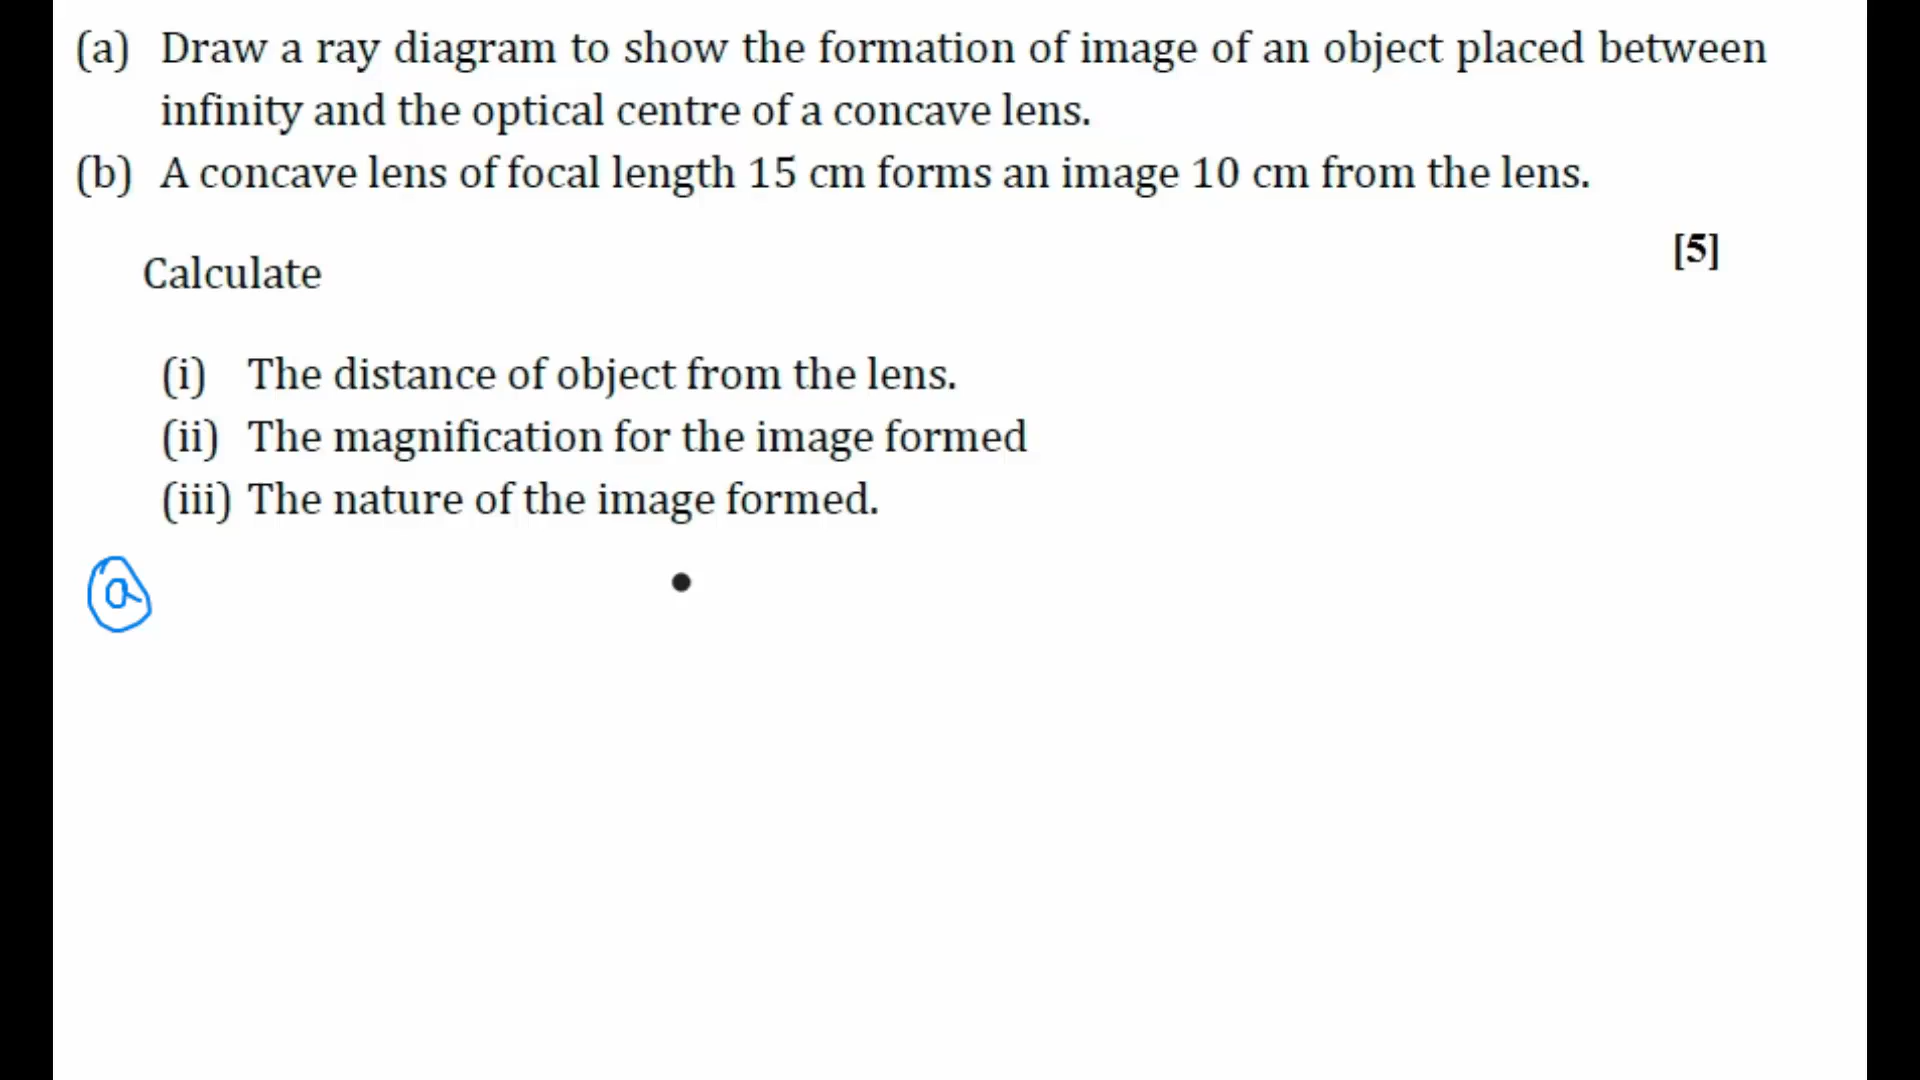 (a) Draw a ray diagram to show the formation of image of an object placed between
infinity and the optical centre of a concave lens.
(b) A concave lens of focal length 15 cm forms an image 10 cm from the lens.
[5]
Calculate
(i) The distance of object from the lens.
(ii) The magnification for the image formed
(iii) The nature of the image formed.
a